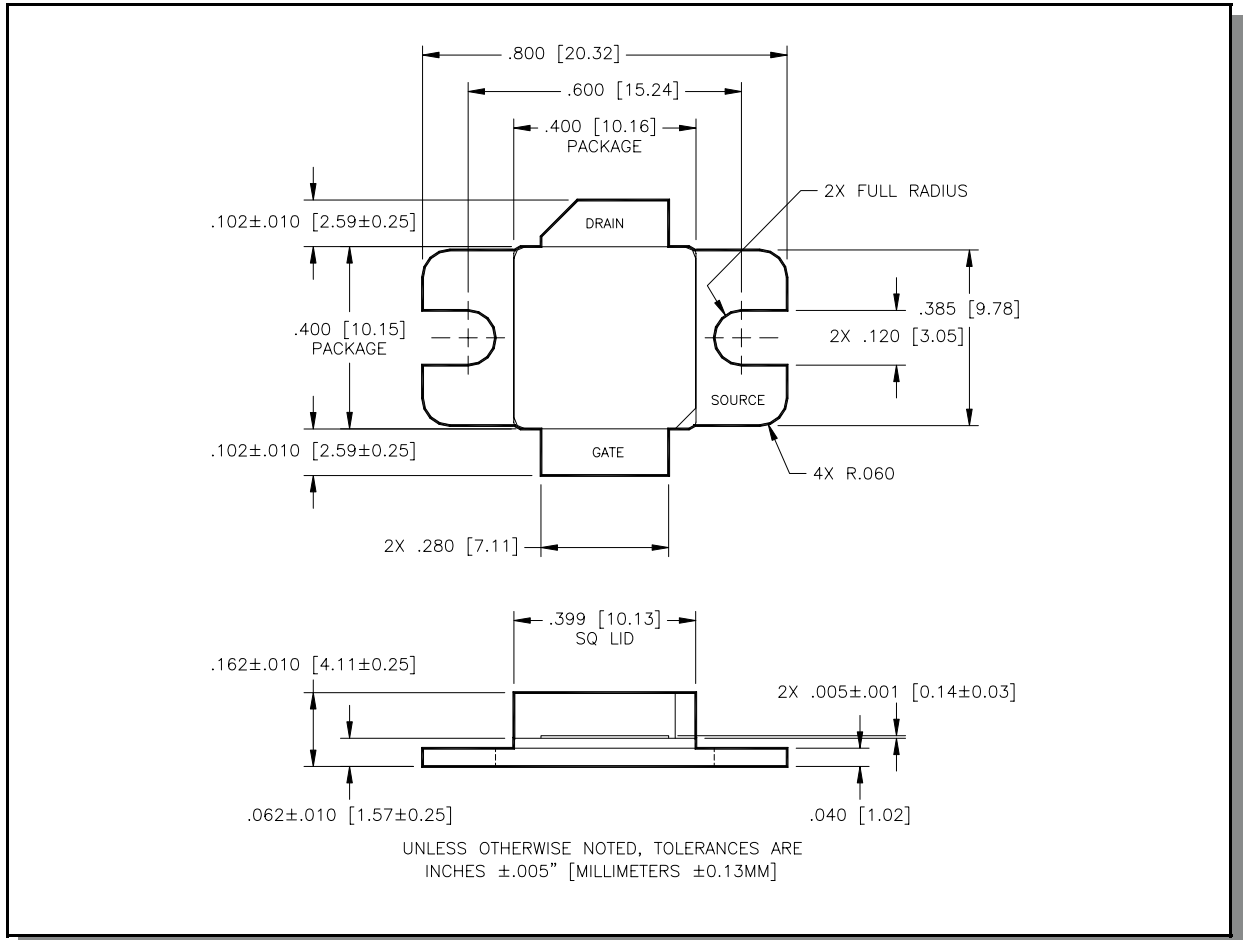 .800 [20.32]
.600 [15.24]
.400 [10.16]
PACKAGE
2X FULL RADIUS
.102±.010 [2.59±0.25]
DRAIN
.385 [9.78]
.400 [10.15]
PACKAGE
2X .120 [3.05]
SOURCE
.102±.010 [2.59±0.25]
GATE
4X R.060
2X .280 [7.11]
.399 [10.13]
SQ LID
.162±.010 [4.11±0.25]
2X .005±.001 [0.14±0.03]
.062±.010 [1.57±0.25]
.040 [1.02]
UNLESS OTHERWISE NOTED, TOLERANCES ARE
INCHES ±.005” [MILLIMETERS ±0.13MM]